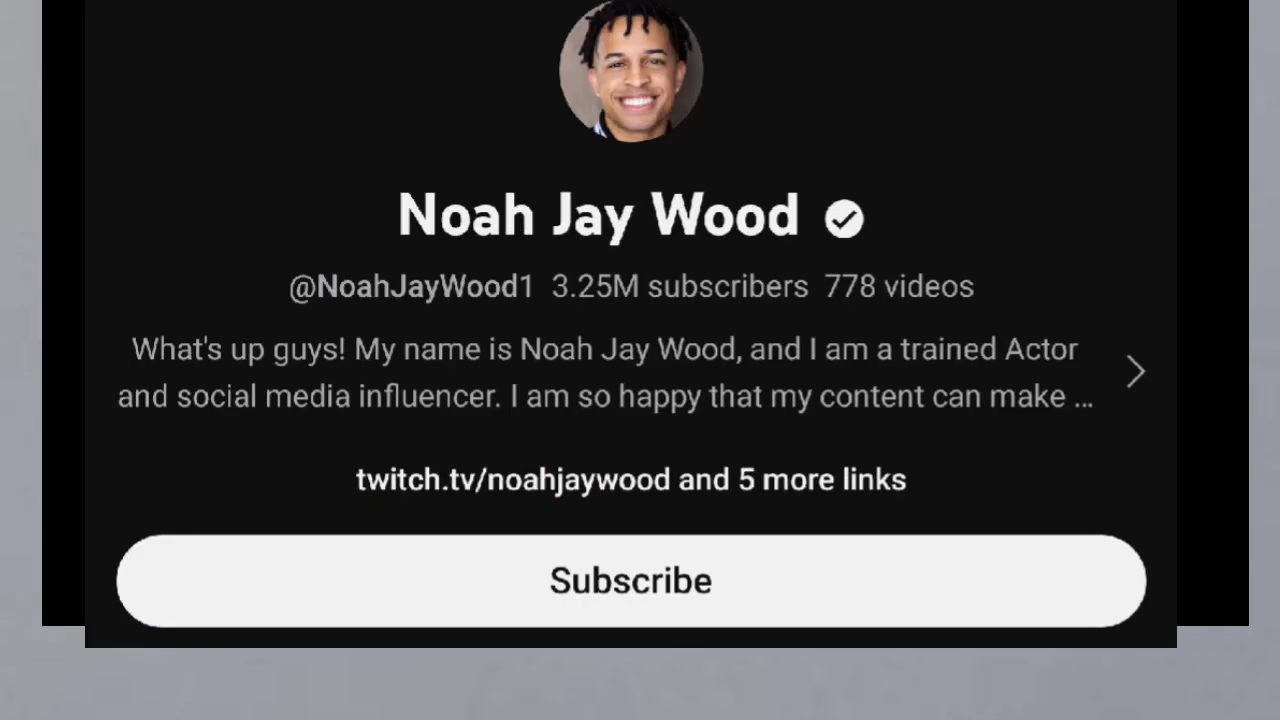 Noah Jay Wood
@NoahJayWood1 3.25M subscribers 778 videos
What's up guys! My name is Noah Jay Wood, and I am a trained Actor
and social media influencer. I am so happy that my content can make ...
twitch.tv/noahjaywood and 5 more links
Subscribe